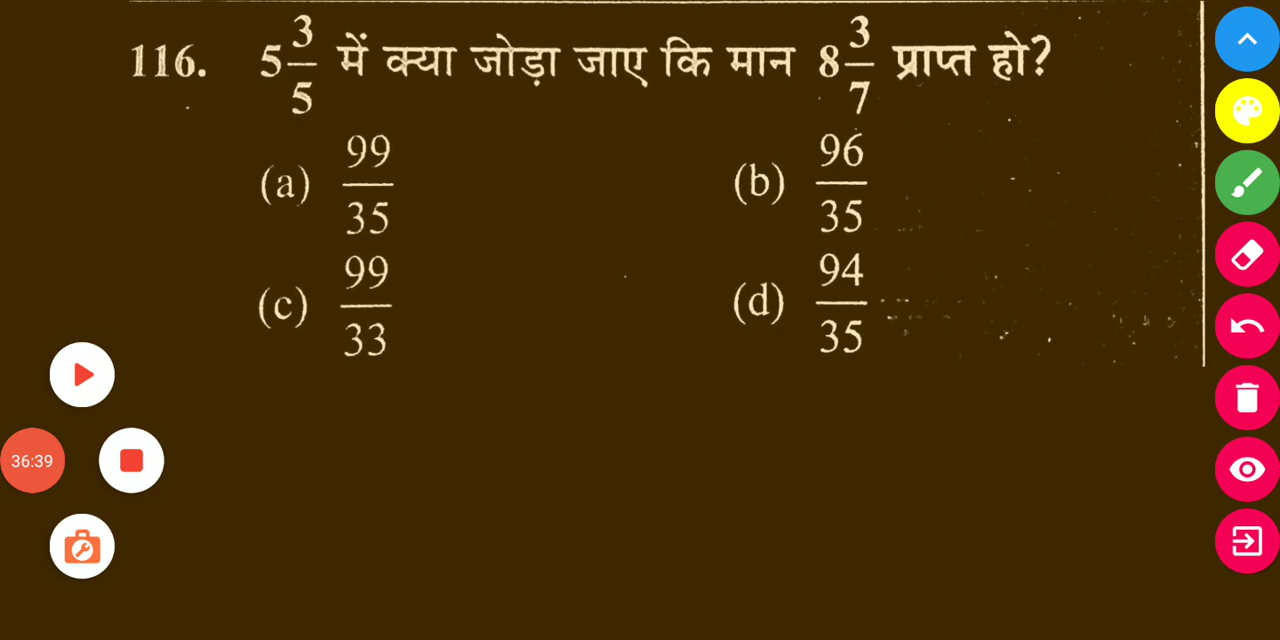 116. 5 3/5 में क्या जोड़ा जाए कि मान 8 3/7 प्राप्त हो?
(a) 99/35 (b) 96/35
(c) 99/33 (d) 94/35
36:39